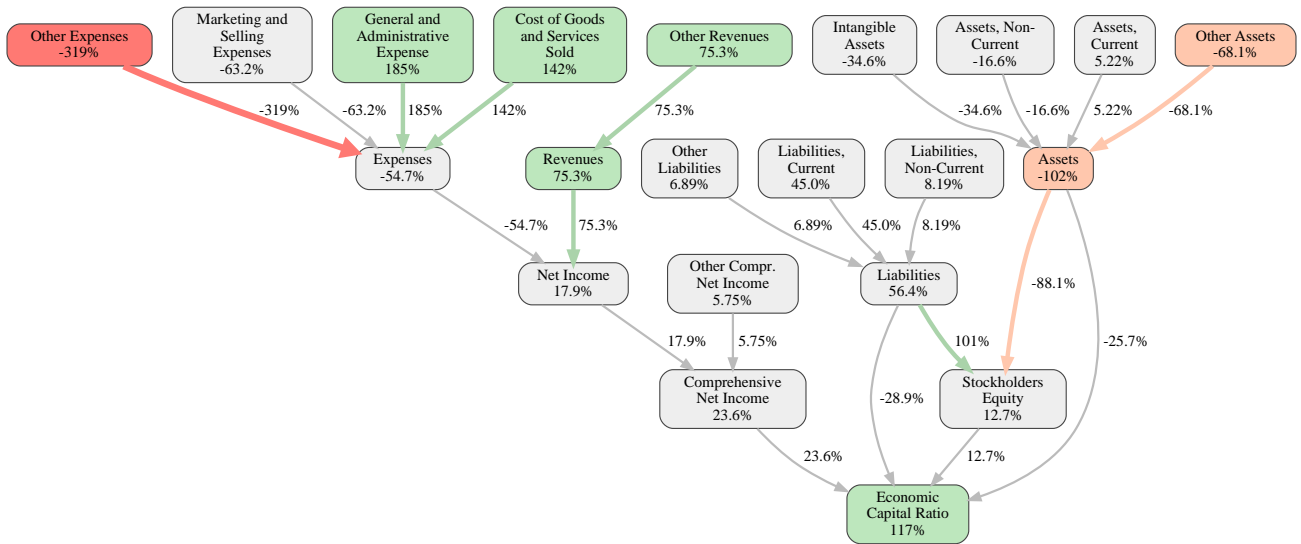 Other Expenses
-319%
Marketing and
Selling
Expenses
-63.2%
General and
Administrative
Expense
185%
Cost of Goods
and Services
Sold
142%
Other Revenues
75.3%
Intangible
Assets
-34.6%
Assets, Non-
Current
-16.6%
Assets,
Current
5.22%
Other Assets
-68.1%
-319%
-63.2%
185%
142%
75.3%
-34.6%
-16.6%
5.22%
-68.1%
Expenses
-54.7%
Revenues
75.3%
Other
Liabilities
6.89%
Liabilities,
Current
45.0%
Liabilities,
Non-Current
8.19%
Assets
-102%
-54.7%
75.3%
6.89%
45.0%
8.19%
Net Income
17.9%
Other Compr.
Net Income
5.75%
Liabilities
56.4%
-88.1%
17.9%
5.75%
101%
-25.7%
Comprehensive
Net Income
23.6%
-28.9%
Stockholders
Equity
12.7%
23.6%
12.7%
Economic
Capital Ratio
117%